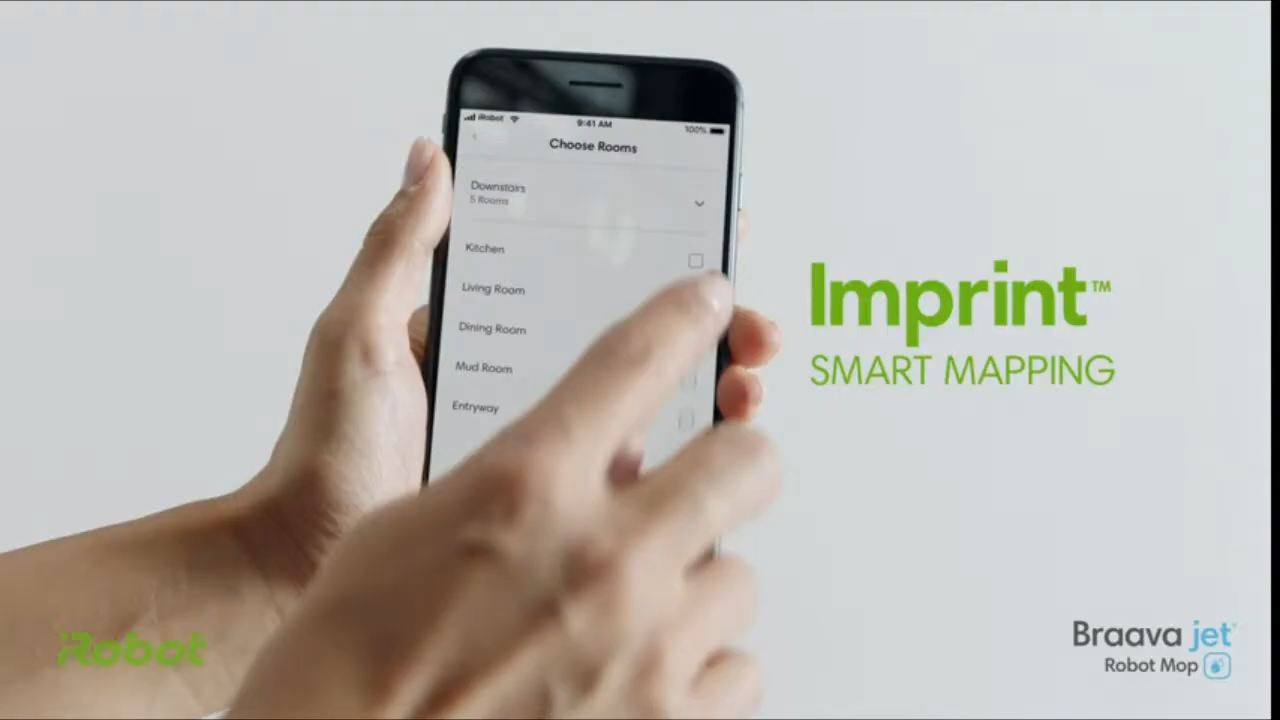 iRobot
9:41 AM
100%
Choose Rooms
Downstairs
5 Rooms
Kitchen
Living Room
Dining Room
Mud Room
Entryway
Imprint™
SMART MAPPING
iRobot
Braava jet®
Robot Mop